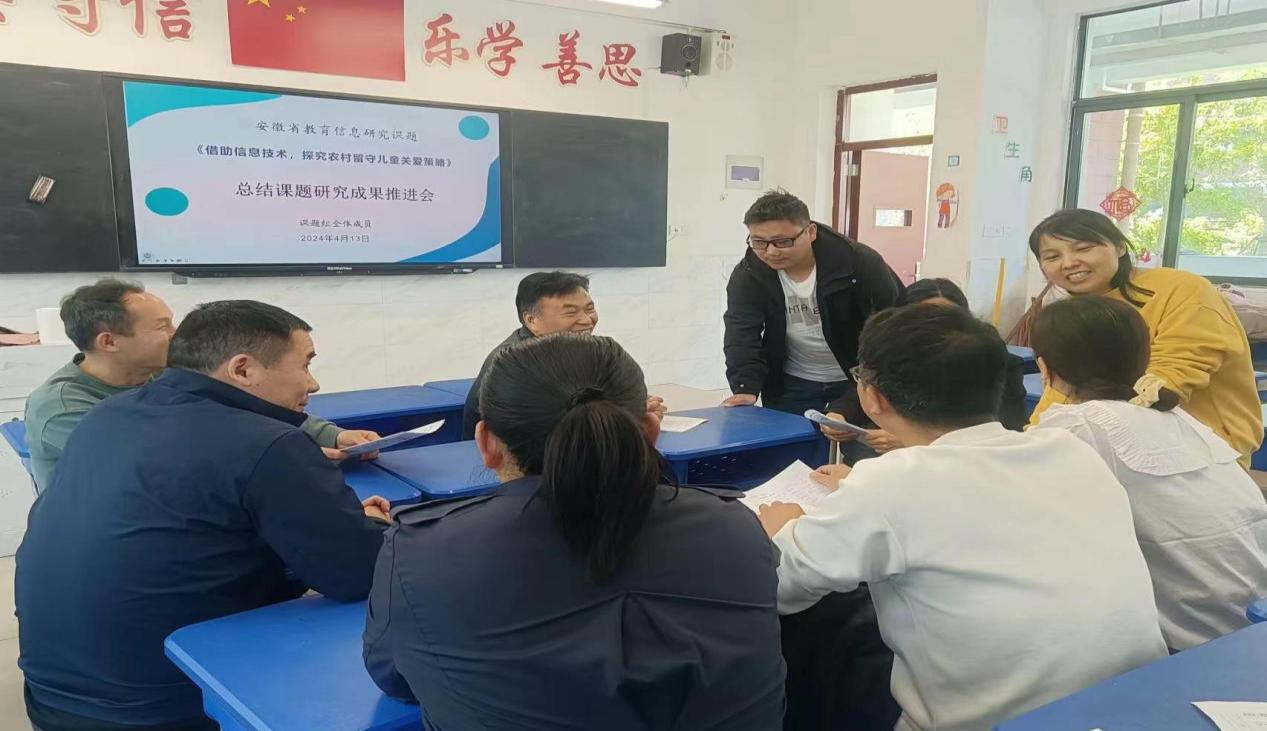 守信
乐学 善思
安徽省教育信息研究课题
《借助信息技术，探究农村留守儿童关爱策略》
总结课题研究成果推进会
课题组全体成员
2024年4月13日
卫
生
角